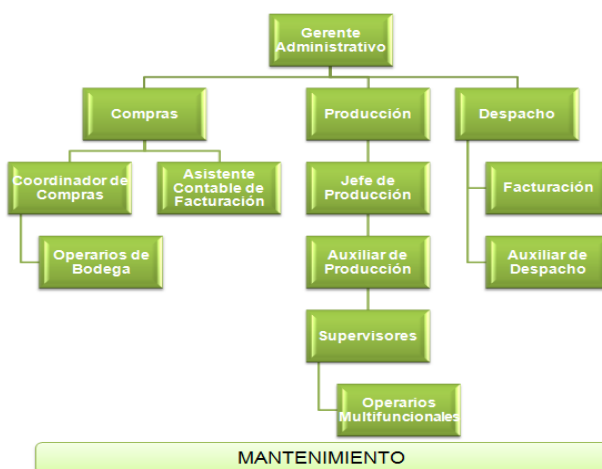 Gerente
Administrativo
Compras
Producción
Despacho
Coordinador de
Compras
Asistente
Contable de
Facturación
Jefe de
Producción
Facturación
Operarios de
Bodega
Auxiliar de
Producción
Auxiliar de
Despacho
Supervisores
Operarios
Multifuncionales
MANTENIMIENTO